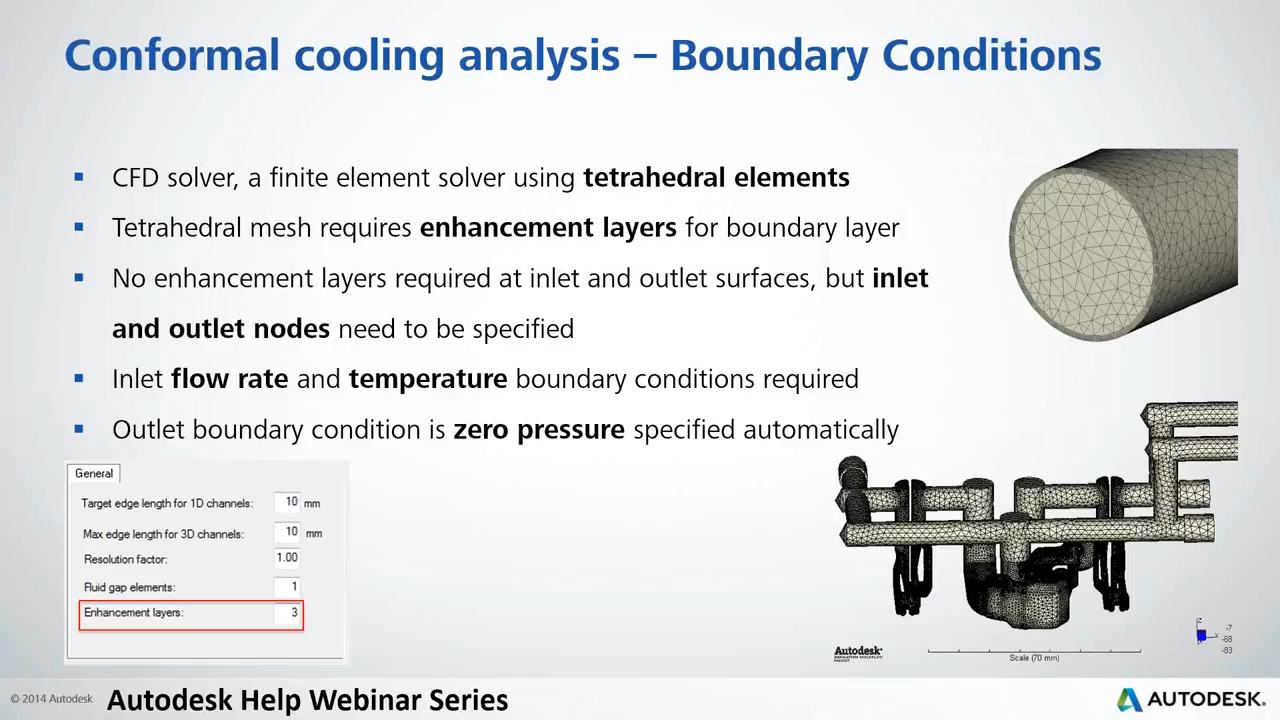 Conformal cooling analysis – Boundary Conditions
▪ CFD solver, a finite element solver using tetrahedral elements
▪ Tetrahedral mesh requires enhancement layers for boundary layer
▪ No enhancement layers required at inlet and outlet surfaces, but inlet
and outlet nodes need to be specified
▪ Inlet flow rate and temperature boundary conditions required
▪ Outlet boundary condition is zero pressure specified automatically
General
Target edge length for 1D channels: 10 mm
Max edge length for 3D channels: 10 mm
Resolution factor: 1.00
Fluid gap elements: 1
Enhancement layers: 3
Autodesk
Scale (70 mm)
z
x
-7
-68
-83
© 2014 Autodesk
Autodesk Help Webinar Series
AUTODESK.